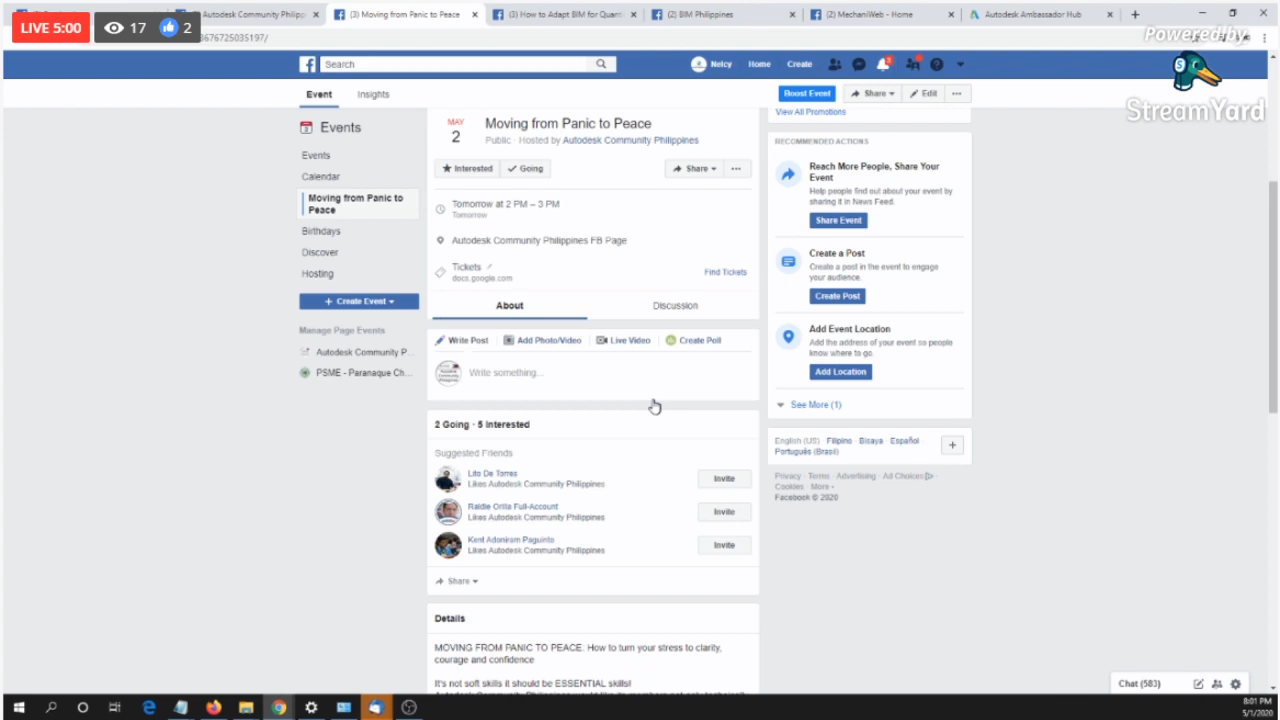 LIVE 5:00
17
2
Autodesk Community Philipp
(3) Moving from Panic to Peace
(3) How to Adapt BIM for Quant
(2) BIM Philippines
(2) MechaniWeb - Home
Autodesk Ambassador Hub
3676725035197/
Powered by
StreamYard
Search
Nelcy
Home
Create
Event
Insights
Boost Event
Share
Edit
View All Promotions
Events
Events
Calendar
Moving from Panic to
Peace
Birthdays
Discover
Hosting
+ Create Event
Manage Page Events
Autodesk Community P...
PSME - Paranaque Ch...
MAY
2
Moving from Panic to Peace
Public · Hosted by Autodesk Community Philippines
Interested
Going
Share
Tomorrow at 2 PM – 3 PM
Tomorrow
Autodesk Community Philippines FB Page
Tickets
docs.google.com
Find Tickets
About
Discussion
Write Post
Add Photo/Video
Live Video
Create Poll
Write something...
2 Going · 5 Interested
Suggested Friends
Lito De Torres
Likes Autodesk Community Philippines
Invite
Raldie Orilla Full-Account
Likes Autodesk Community Philippines
Invite
Kent Adoniram Paguinto
Likes Autodesk Community Philippines
Invite
Share
Details
MOVING FROM PANIC TO PEACE: How to turn your stress to clarity,
courage and confidence
It's not soft skills it should be ESSENTIAL skills!
RECOMMENDED ACTIONS
Reach More People, Share Your
Event
Help people find out about your event by
sharing it in News Feed.
Share Event
Create a Post
Create a post in the event to engage
your audience.
Create Post
Add Event Location
Add the address of your event so people
know where to go.
Add Location
See More (1)
English (US) · Filipino · Bisaya · Español
Português (Brasil)
Privacy · Terms · Advertising · Ad Choices
Cookies · More
Facebook © 2020
Chat (583)
8:01 PM
5/1/2020